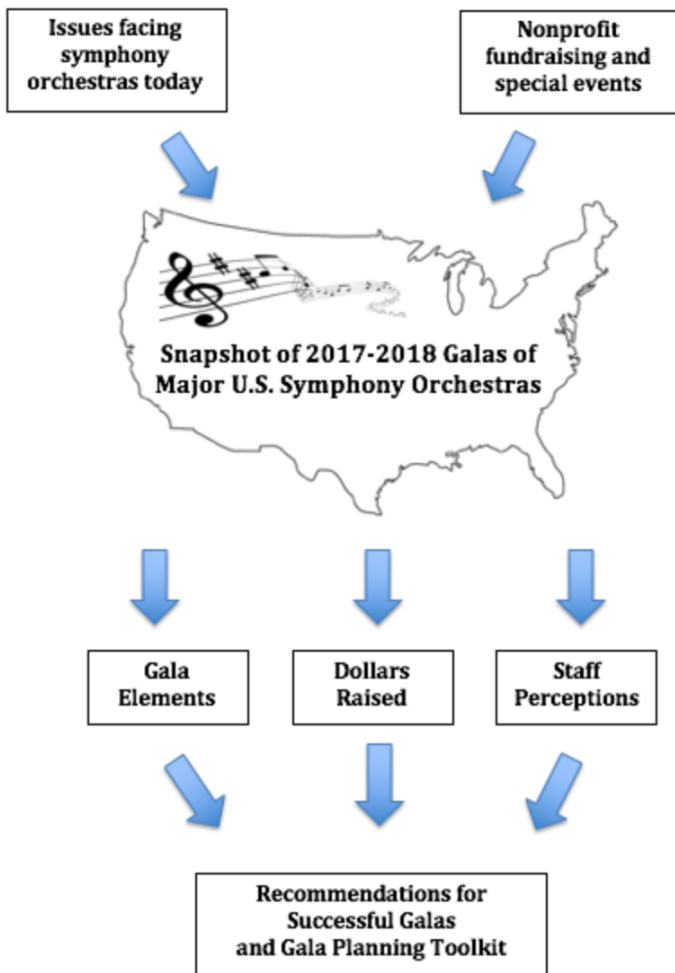 Issues facing
symphony
orchestras today
Nonprofit
fundraising and
special events
Snapshot of 2017-2018 Galas of
Major U.S. Symphony Orchestras
Gala
Elements
Dollars
Raised
Staff
Perceptions
Recommendations for
Successful Galas
and Gala Planning Toolkit